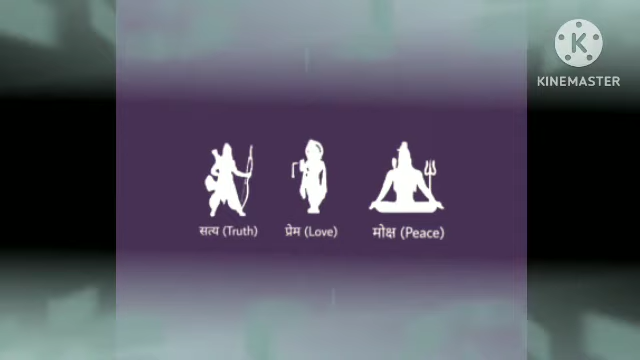 KINEMASTER
सत्य (Truth) प्रेम (Love) मोक्ष (Peace)